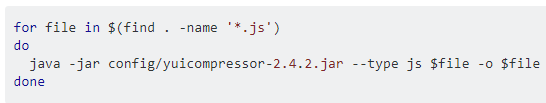 for file in $(find . -name '*.js')
do
  java -jar config/yuicompressor-2.4.2.jar --type js $file -o $file
done